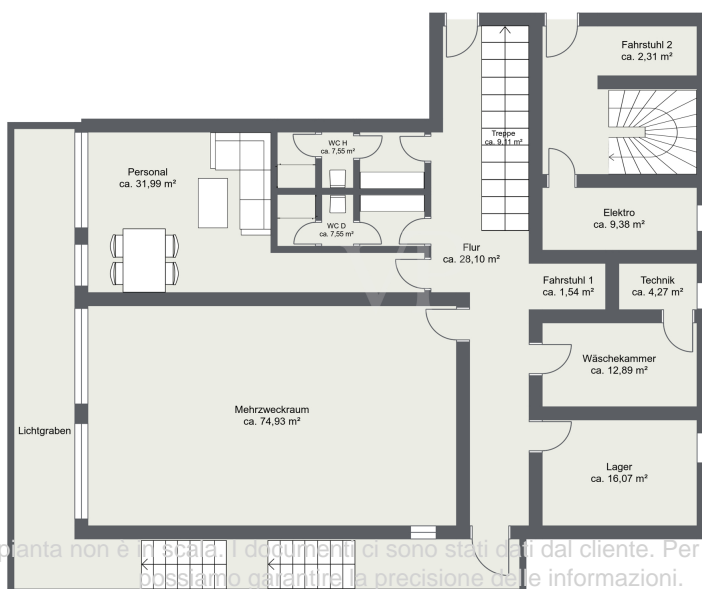 Fahrstuhl 2
ca. 2,31 m²
WC H
ca. 7,55 m²
Treppe
ca. 9,11 m²
Personal
ca. 31,99 m²
WC D
ca. 7,55 m²
Elektro
ca. 9,38 m²
Flur
ca. 28,10 m²
Fahrstuhl 1
ca. 1,54 m²
Technik
ca. 4,27 m²
Wäschekammer
ca. 12,89 m²
Mehrzweckraum
ca. 74,93 m²
Lichtgraben
Lager
ca. 16,07 m²
pianta non è in scala. I documenti ci sono stati dati dal cliente. Per
possiamo garantire la precisione delle informazioni.